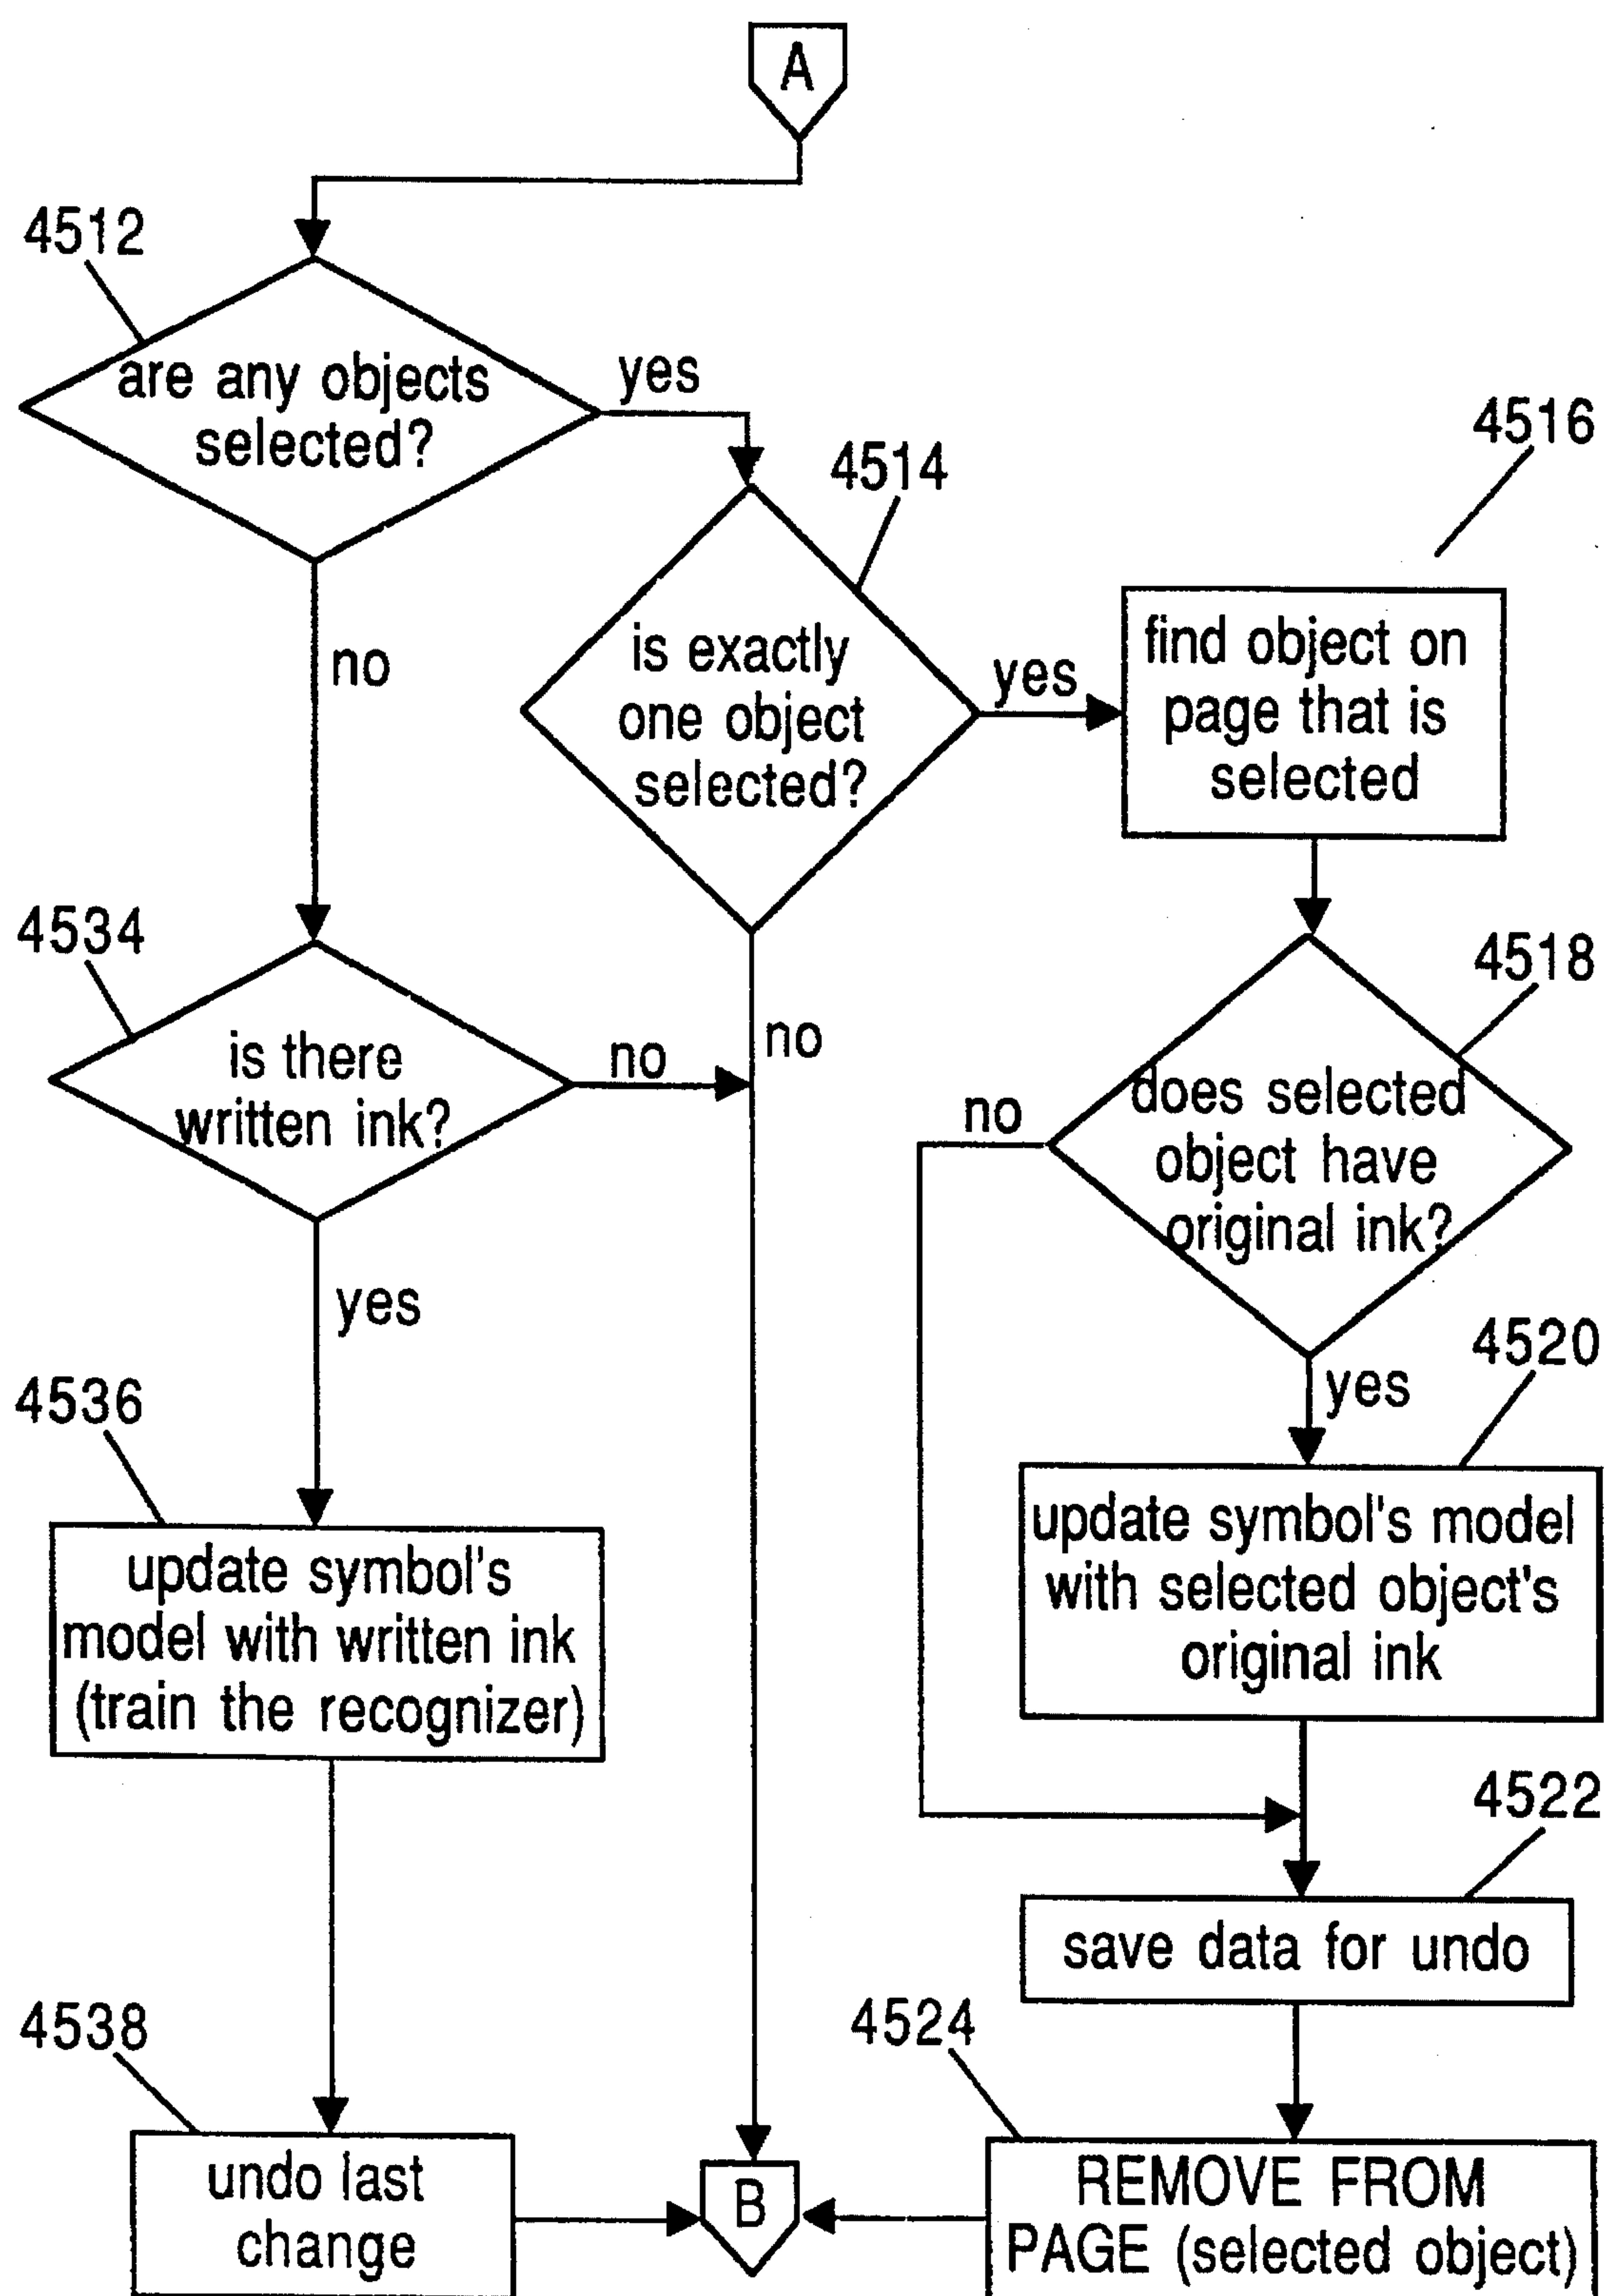 A
4512
are any objects
selected?
yes
no
4514
is exactly
one object
selected?
yes
no
4516
find object on
page that is
selected
4518
does selected
object have
original ink?
no
yes
4520
update symbol's model
with selected object's
original ink
4522
save data for undo
4524
REMOVE FROM
PAGE (selected object)
4534
is there
written ink?
no
yes
4536
update symbol's
model with written ink
(train the recognizer)
4538
undo last
change
B